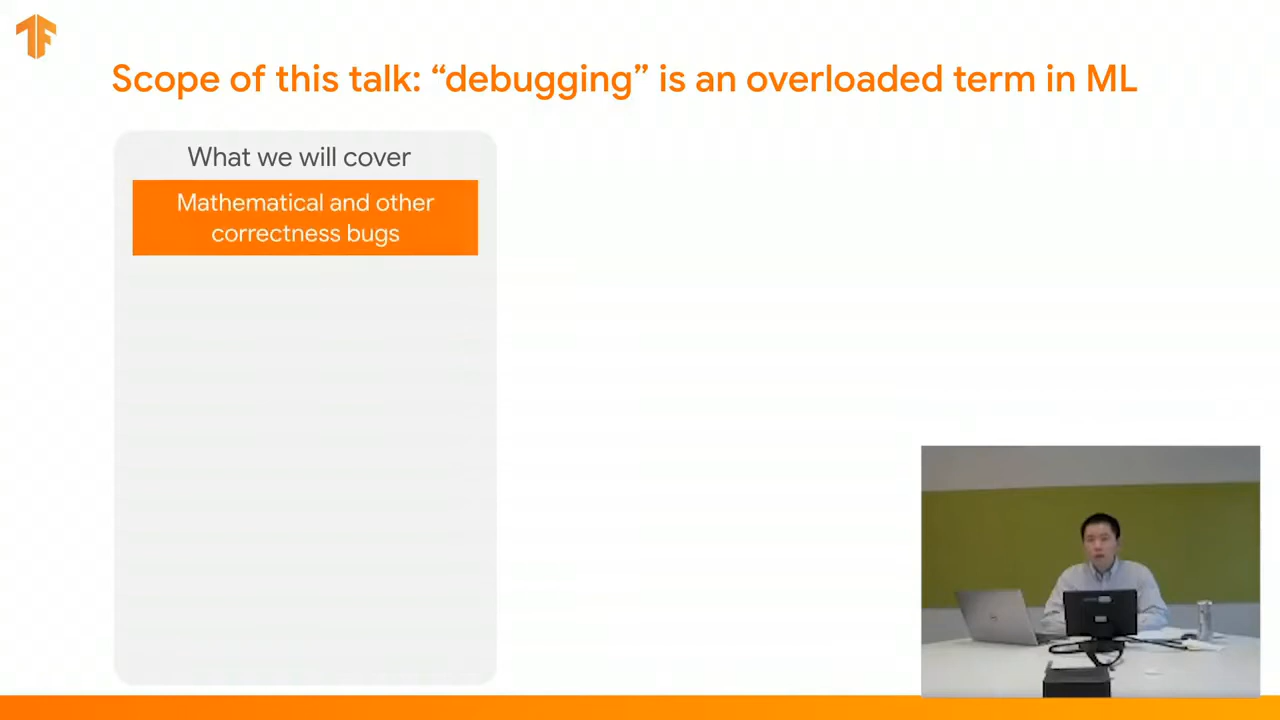 Scope of this talk: “debugging” is an overloaded term in ML
What we will cover
Mathematical and other
correctness bugs